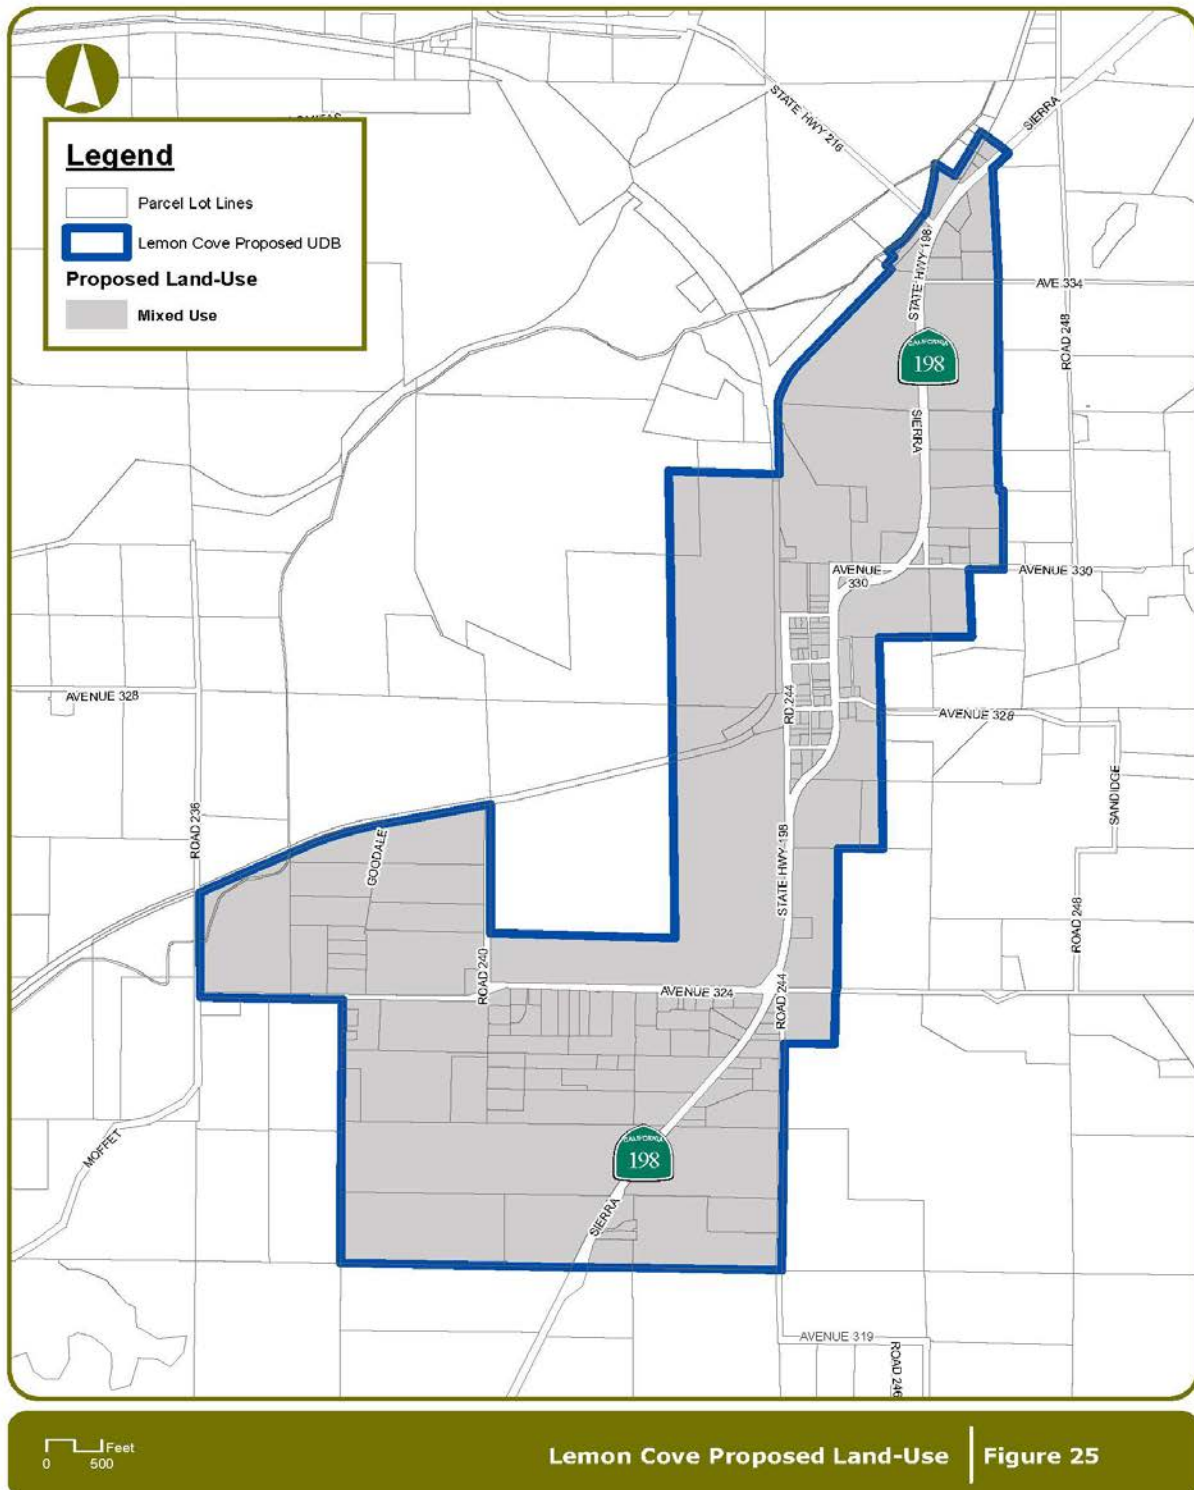 STATE HWY 216
SIERRA
Legend
Parcel Lot Lines
Lemon Cove Proposed UDB
Proposed Land-Use
Mixed Use
STATE HWY 198
AVE 334
ROAD 248
CALIFORNIA
198
SIERRA
AVENUE
330
AVENUE 330
AVENUE 328
RD 244
AVENUE 328
SANDIDGE
ROAD 236
GOODALE
STATE HWY 198
ROAD 248
ROAD 240
AVENUE 324
ROAD 244
MOFFET
CALIFORNIA
198
SIERRA
AVENUE 319
ROAD 246
Feet
0 500
Lemon Cove Proposed Land-Use
Figure 25